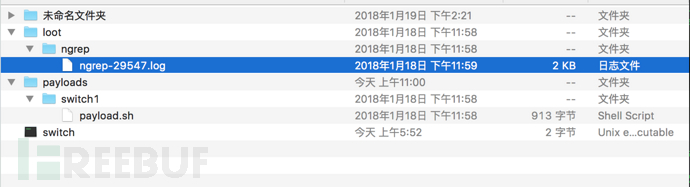 未命名文件夹 2018年1月19日 下午2:21 -- 文件夹
loot 2018年1月18日 下午11:58 -- 文件夹
ngrep 2018年1月18日 下午11:58 -- 文件夹
ngrep-29547.log 2018年1月18日 下午11:59 2 KB 日志文件
payloads 今天 上午11:00 -- 文件夹
switch1 2018年1月18日 下午11:58 -- 文件夹
payload.sh 2018年1月18日 下午11:58 913 字节 Shell Script
switch 今天 上午5:52 2 字节 Unix e...cutable
FREEBUF